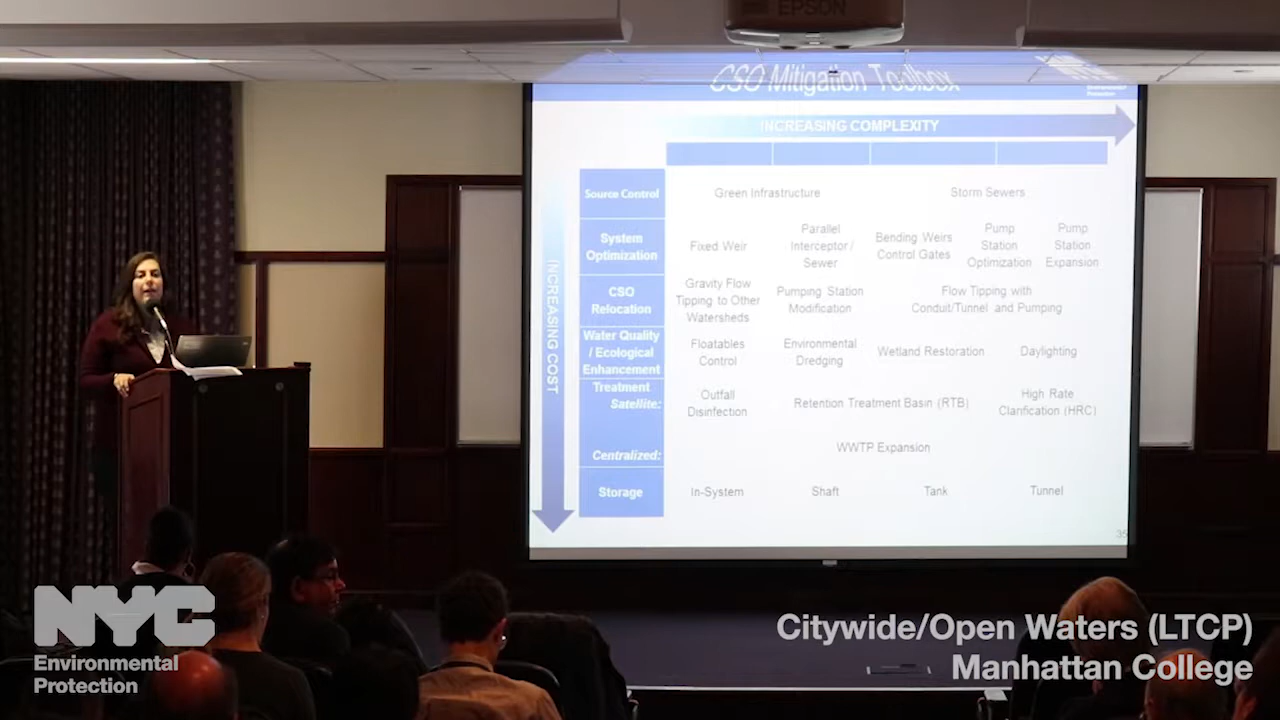 EPSON
CSO Mitigation Toolbox
NYC
Environmental
Protection
INCREASING COMPLEXITY
INCREASING COST
Source Control
Green Infrastructure
Storm Sewers
System
Optimization
Fixed Weir
Parallel
Interceptor /
Sewer
Bending Weirs
Control Gates
Pump
Station
Optimization
Pump
Station
Expansion
CSO
Relocation
Gravity Flow
Tipping to Other
Watersheds
Pumping Station
Modification
Flow Tipping with
Conduit/Tunnel and Pumping
Water Quality
/ Ecological
Enhancement
Floatables
Control
Environmental
Dredging
Wetland Restoration
Daylighting
Treatment
Satellite:
Outfall
Disinfection
Retention Treatment Basin (RTB)
High Rate
Clarification (HRC)
Centralized:
WWTP Expansion
Storage
In-System
Shaft
Tank
Tunnel
35
NYC
Environmental
Protection
Citywide/Open Waters (LTCP)
Manhattan College